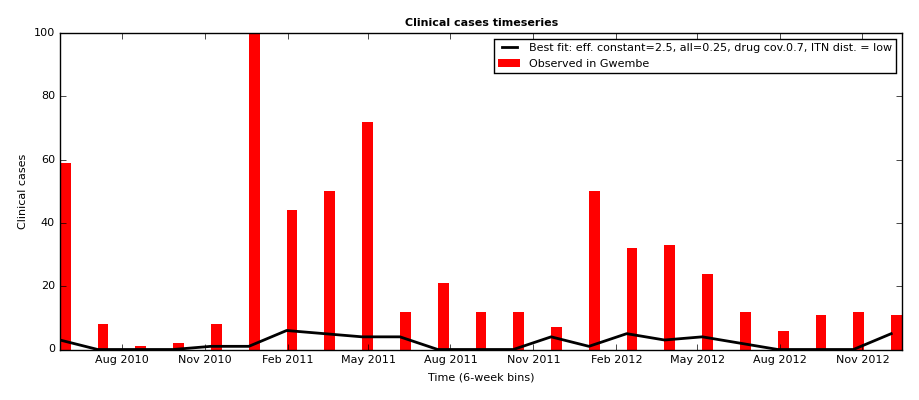 Clinical cases timeseries
Best fit: eff. constant=2.5, all=0.25, drug cov.0.7, ITN dist. = low
Observed in Gwembe
100
80
60
40
20
0
Clinical cases
Aug 2010 Nov 2010 Feb 2011 May 2011 Aug 2011 Nov 2011 Feb 2012 May 2012 Aug 2012 Nov 2012
Time (6-week bins)